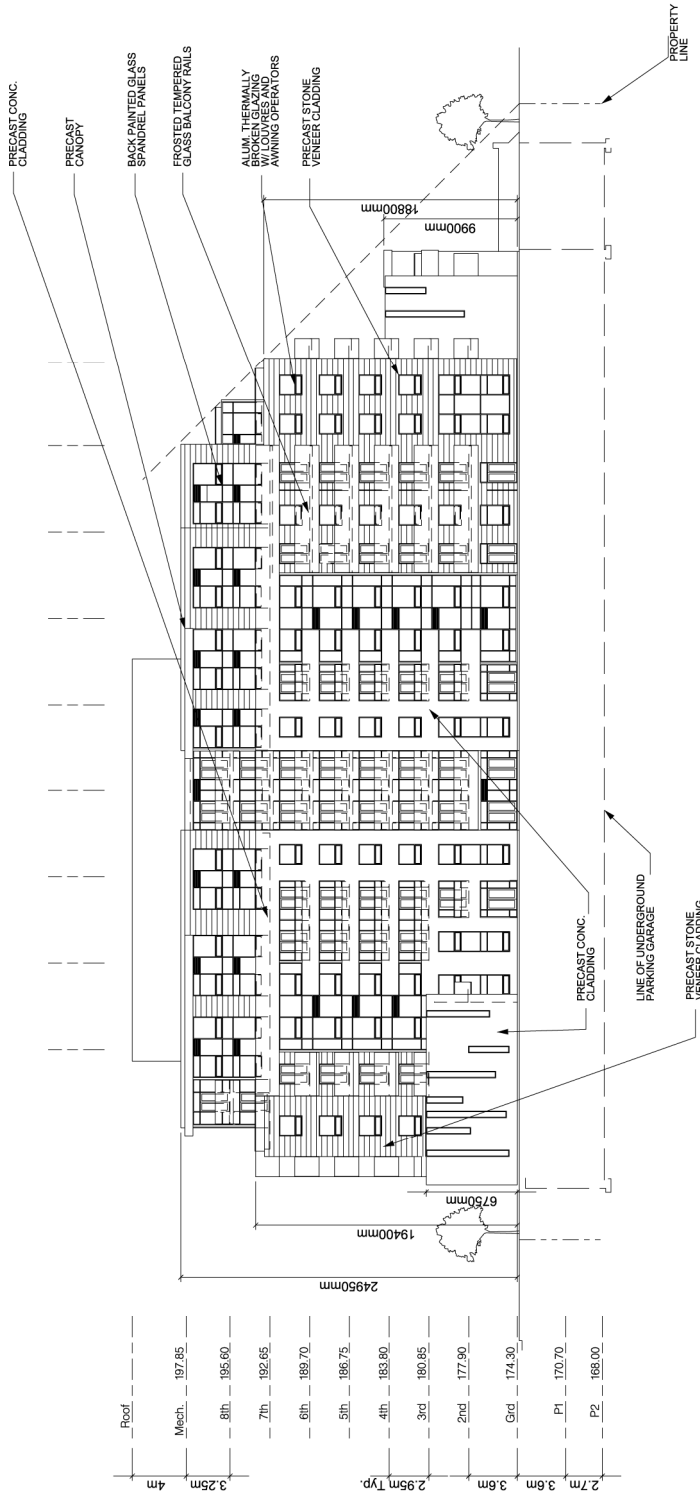 PRECAST CONC.
CLADDING
PRECAST
CANOPY
BACK PAINTED GLASS
SPANDREL PANELS
FROSTED TEMPERED
GLASS BALCONY RAILS
ALUM. THERMALLY
BROKEN GLAZING
W/ LOUVRES AND
AWNING OPERATORS
PRECAST STONE
VENEER CLADDING
PROPERTY
LINE
18800mm
9900mm
PRECAST CONC.
CLADDING
LINE OF UNDERGROUND
PARKING GARAGE
PRECAST STONE
VENEER CLADDING
6750mm
19400mm
24950mm
Roof
Mech. 197.85
8th 195.60
7th 192.65
6th 189.70
5th 186.75
4th 183.80
3rd 180.85
2nd 177.90
Grd 174.30
P1 170.70
P2 168.00
4m
3.25m
2.95m Typ.
3.6m
3.6m
2.7m